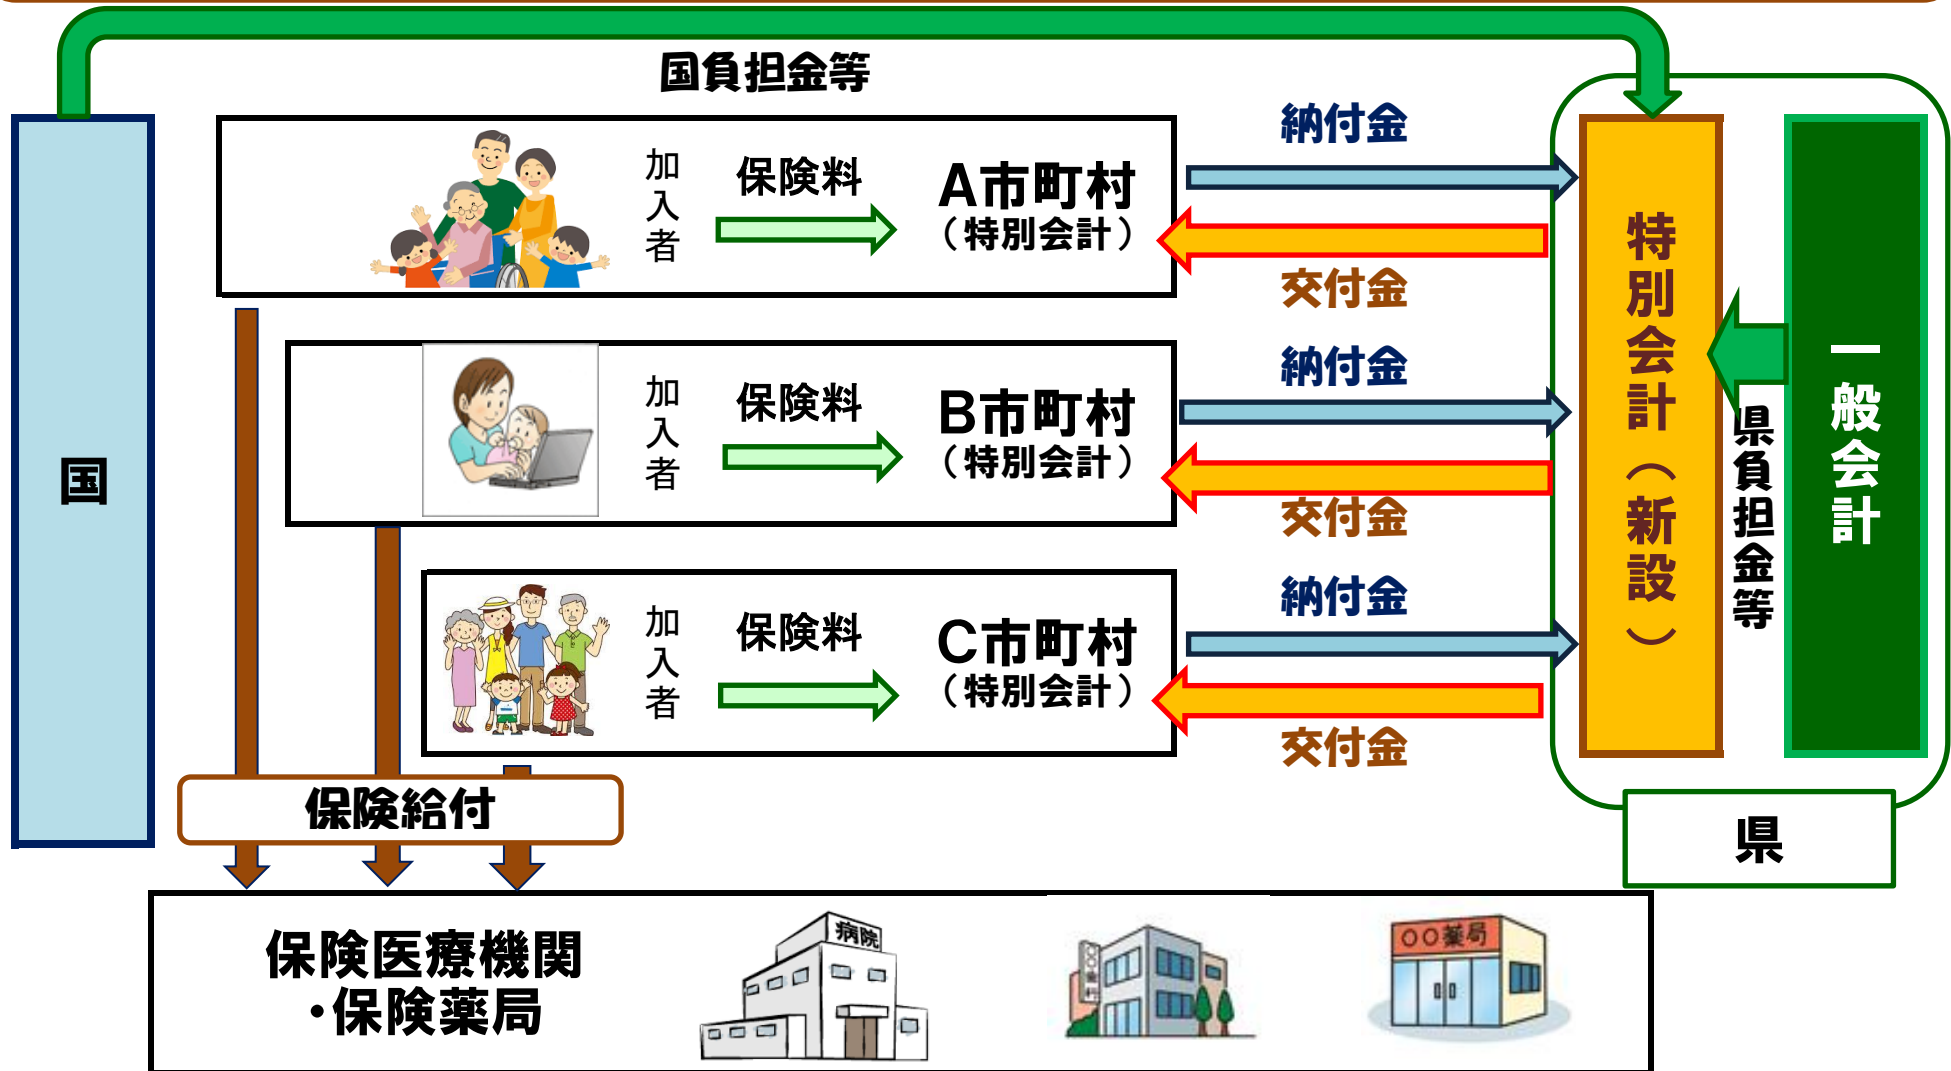 国負担金等
国
加入者
保険料
A市町村
（特別会計）
納付金
交付金
加入者
保険料
B市町村
（特別会計）
納付金
交付金
加入者
保険料
C市町村
（特別会計）
納付金
交付金
特別会計（新設）
県負担金等
一般会計
県
保険給付
保険医療機関
・保険薬局
病院
〇〇薬局